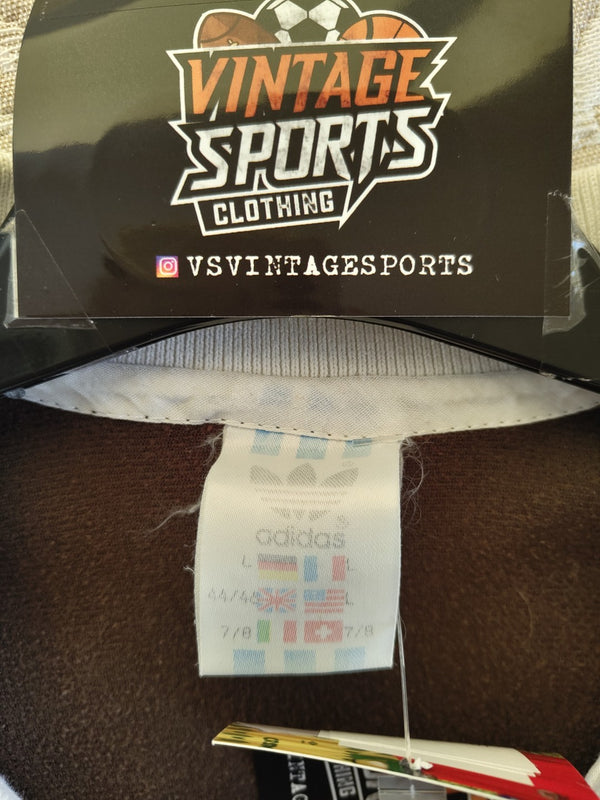 VINTAGE
SPORTS
CLOTHING
VSVINTAGESPORTS
adidas ®
L L
44/46 L
7/8 7/8